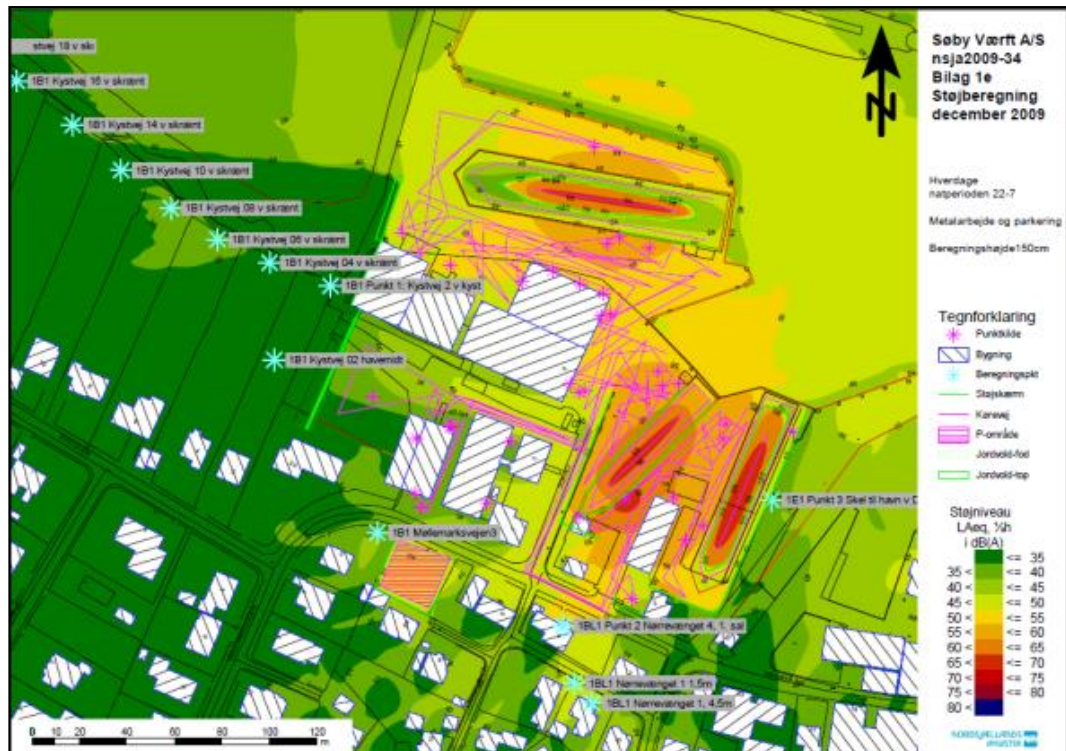 Søby Værft A/S
nsja2009-34
Bilag 1e
Støjberegning
december 2009
N
Hverdage
natperioden 22-7
Metalarbejde og parkering
Beregningshøjde150cm
Tegnforklaring
Punktkilde
Bygning
Beregningspkt
Støjskærm
Kørevej
P-område
Jordvold-fod
Jordvold-top
Støjniveau
LAeq, ½h
i dB(A)
<= 35
35 < <= 40
40 < <= 45
45 < <= 50
50 < <= 55
55 < <= 60
60 < <= 65
65 < <= 70
70 < <= 75
75 < <= 80
80 <
stvej 18 v skr
1B1 Kystvej 16 v skrænt
1B1 Kystvej 14 v skrænt
1B1 Kystvej 10 v skrænt
1B1 Kystvej 08 v skrænt
1B1 Kystvej 06 v skrænt
1B1 Kystvej 04 v skrænt
1B1 Punkt 1: Kystvej 2 v kyst
1B1 Kystvej 02 havemidt
1E1 Punkt 3 Skel til havn v D
1B1 Møllemarksvejen3
1BL1 Punkt 2 Nørrevænget 4, 1. sal
1BL1 Nørrevænget 1 1,5m
1BL1 Nørrevænget 1, 4,5m
0 10 20 40 60 80 100 120
m